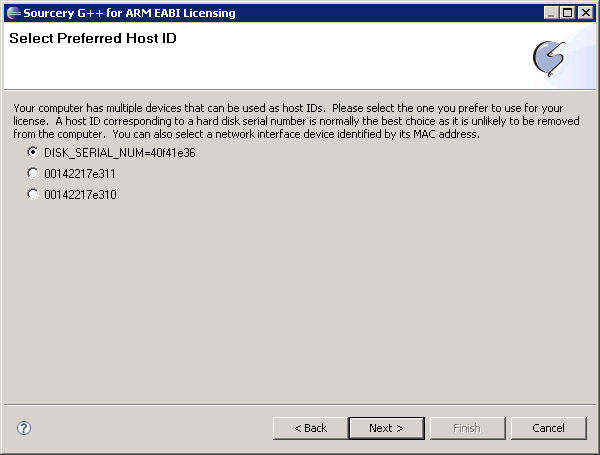 Sourcery G++ for ARM EABI Licensing
Select Preferred Host ID
Your computer has multiple devices that can be used as host IDs.  Please select the one you prefer to use for your
license.  A host ID corresponding to a hard disk serial number is normally the best choice as it is unlikely to be removed
from the computer.  You can also select a network interface device identified by its MAC address.
DISK_SERIAL_NUM=40f41e36
00142217e311
00142217e310
?
< Back
Next >
Finish
Cancel